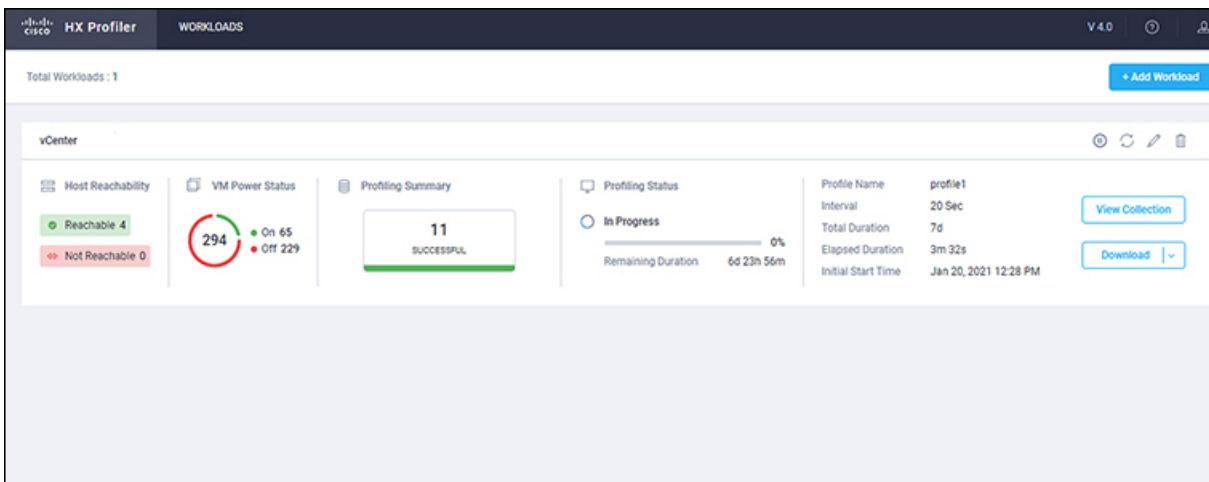 cisco HX Profiler WORKLOADS V 4.0
Total Workloads : 1 + Add Workload
vCenter
Host Reachability
Reachable 4
Not Reachable 0
VM Power Status
294
On 65
Off 229
Profiling Summary
11
SUCCESSFUL
Profiling Status
In Progress
0%
Remaining Duration 6d 23h 56m
Profile Name profile1
Interval 20 Sec
Total Duration 7d
Elapsed Duration 3m 32s
Initial Start Time Jan 20, 2021 12:28 PM
View Collection
Download